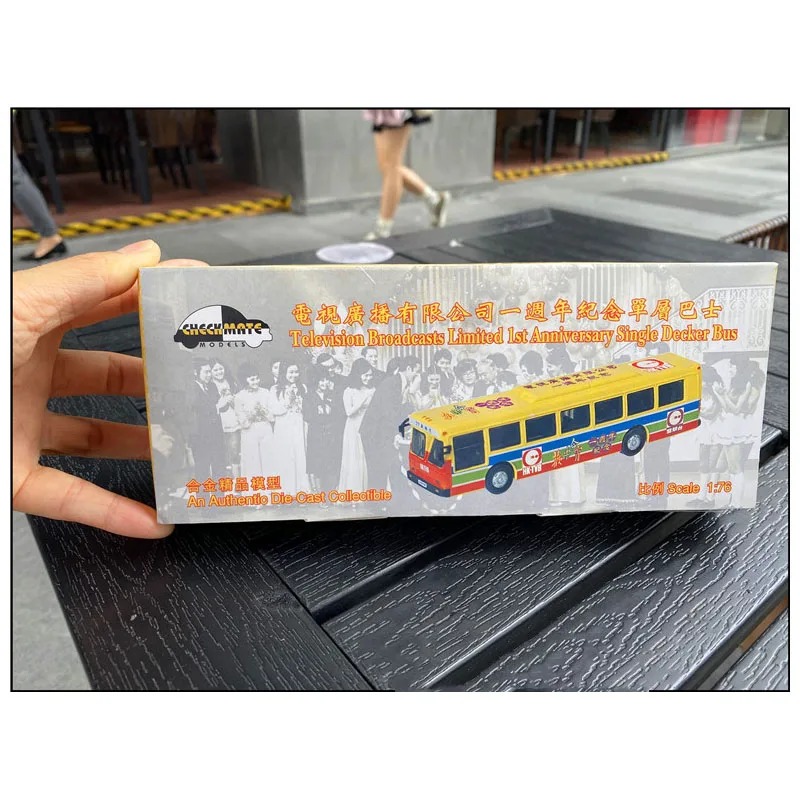 CHECKMATE
MODELS
電視廣播有限公司一週年紀念單層巴士
Television Broadcasts Limited 1st Anniversary Single Decker Bus
HK-TVB
合金精品模型
An Authentic Die-Cast Collectible
比例 Scale 1:76